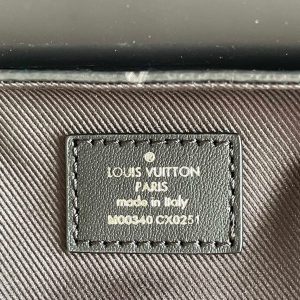 LOUIS VUITTON
PARIS
made in Italy
M00340 CX0251